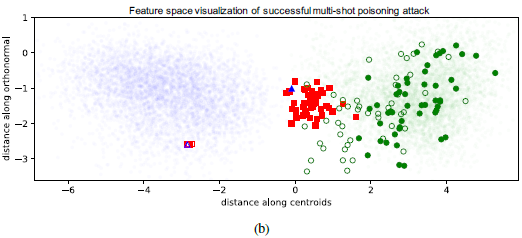 Feature space visualization of successful multi-shot poisoning attack
1
0
−1
−2
−3
distance along orthonormal
−6
−4
−2
0
2
4
distance along centroids
(b)